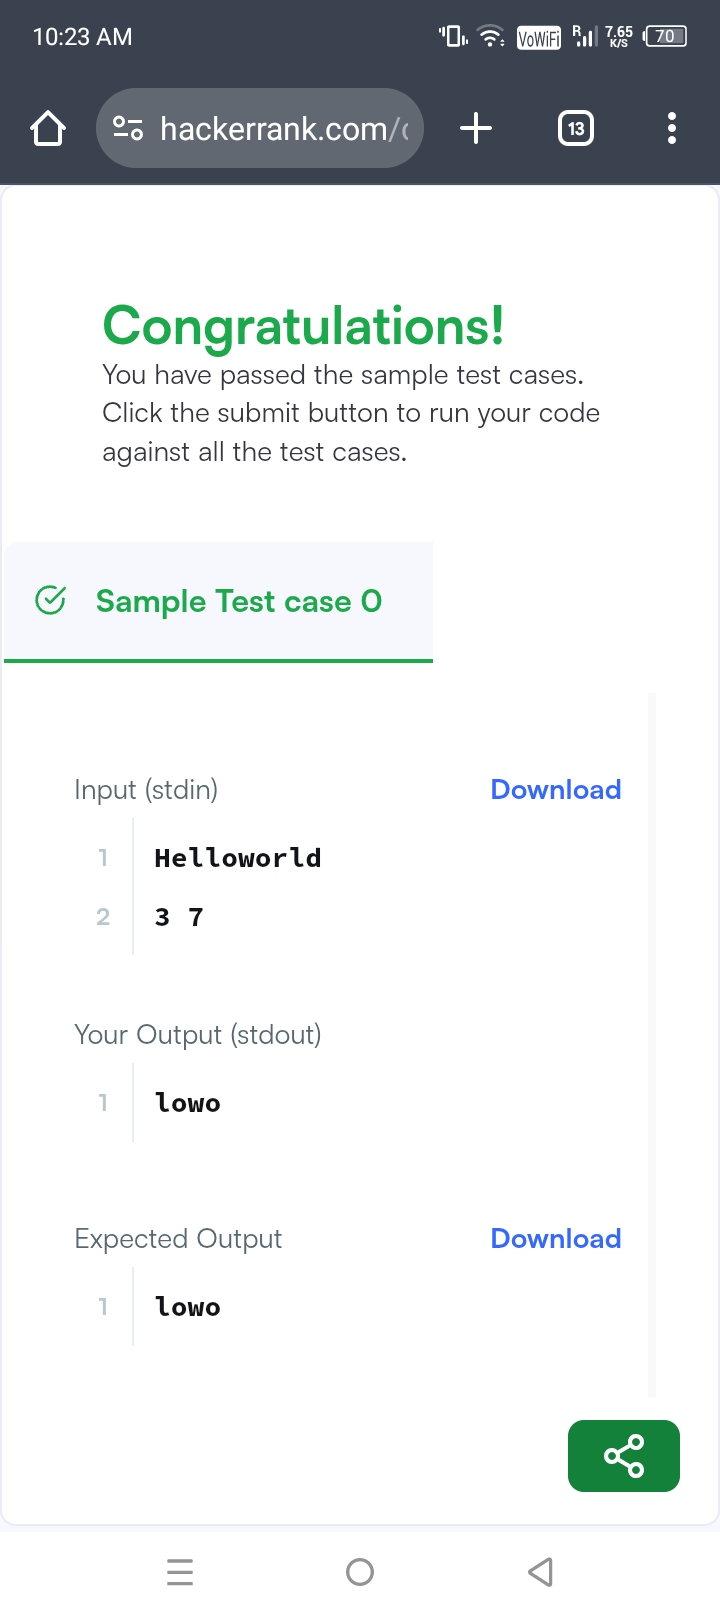 10:23 AM
VoWiFi R 7.65 K/S 70
hackerrank.com/
13
Congratulations!
You have passed the sample test cases.
Click the submit button to run your code
against all the test cases.
Sample Test case 0
Input (stdin) Download
1 Helloworld
2 3 7
Your Output (stdout)
1 lowo
Expected Output Download
1 lowo